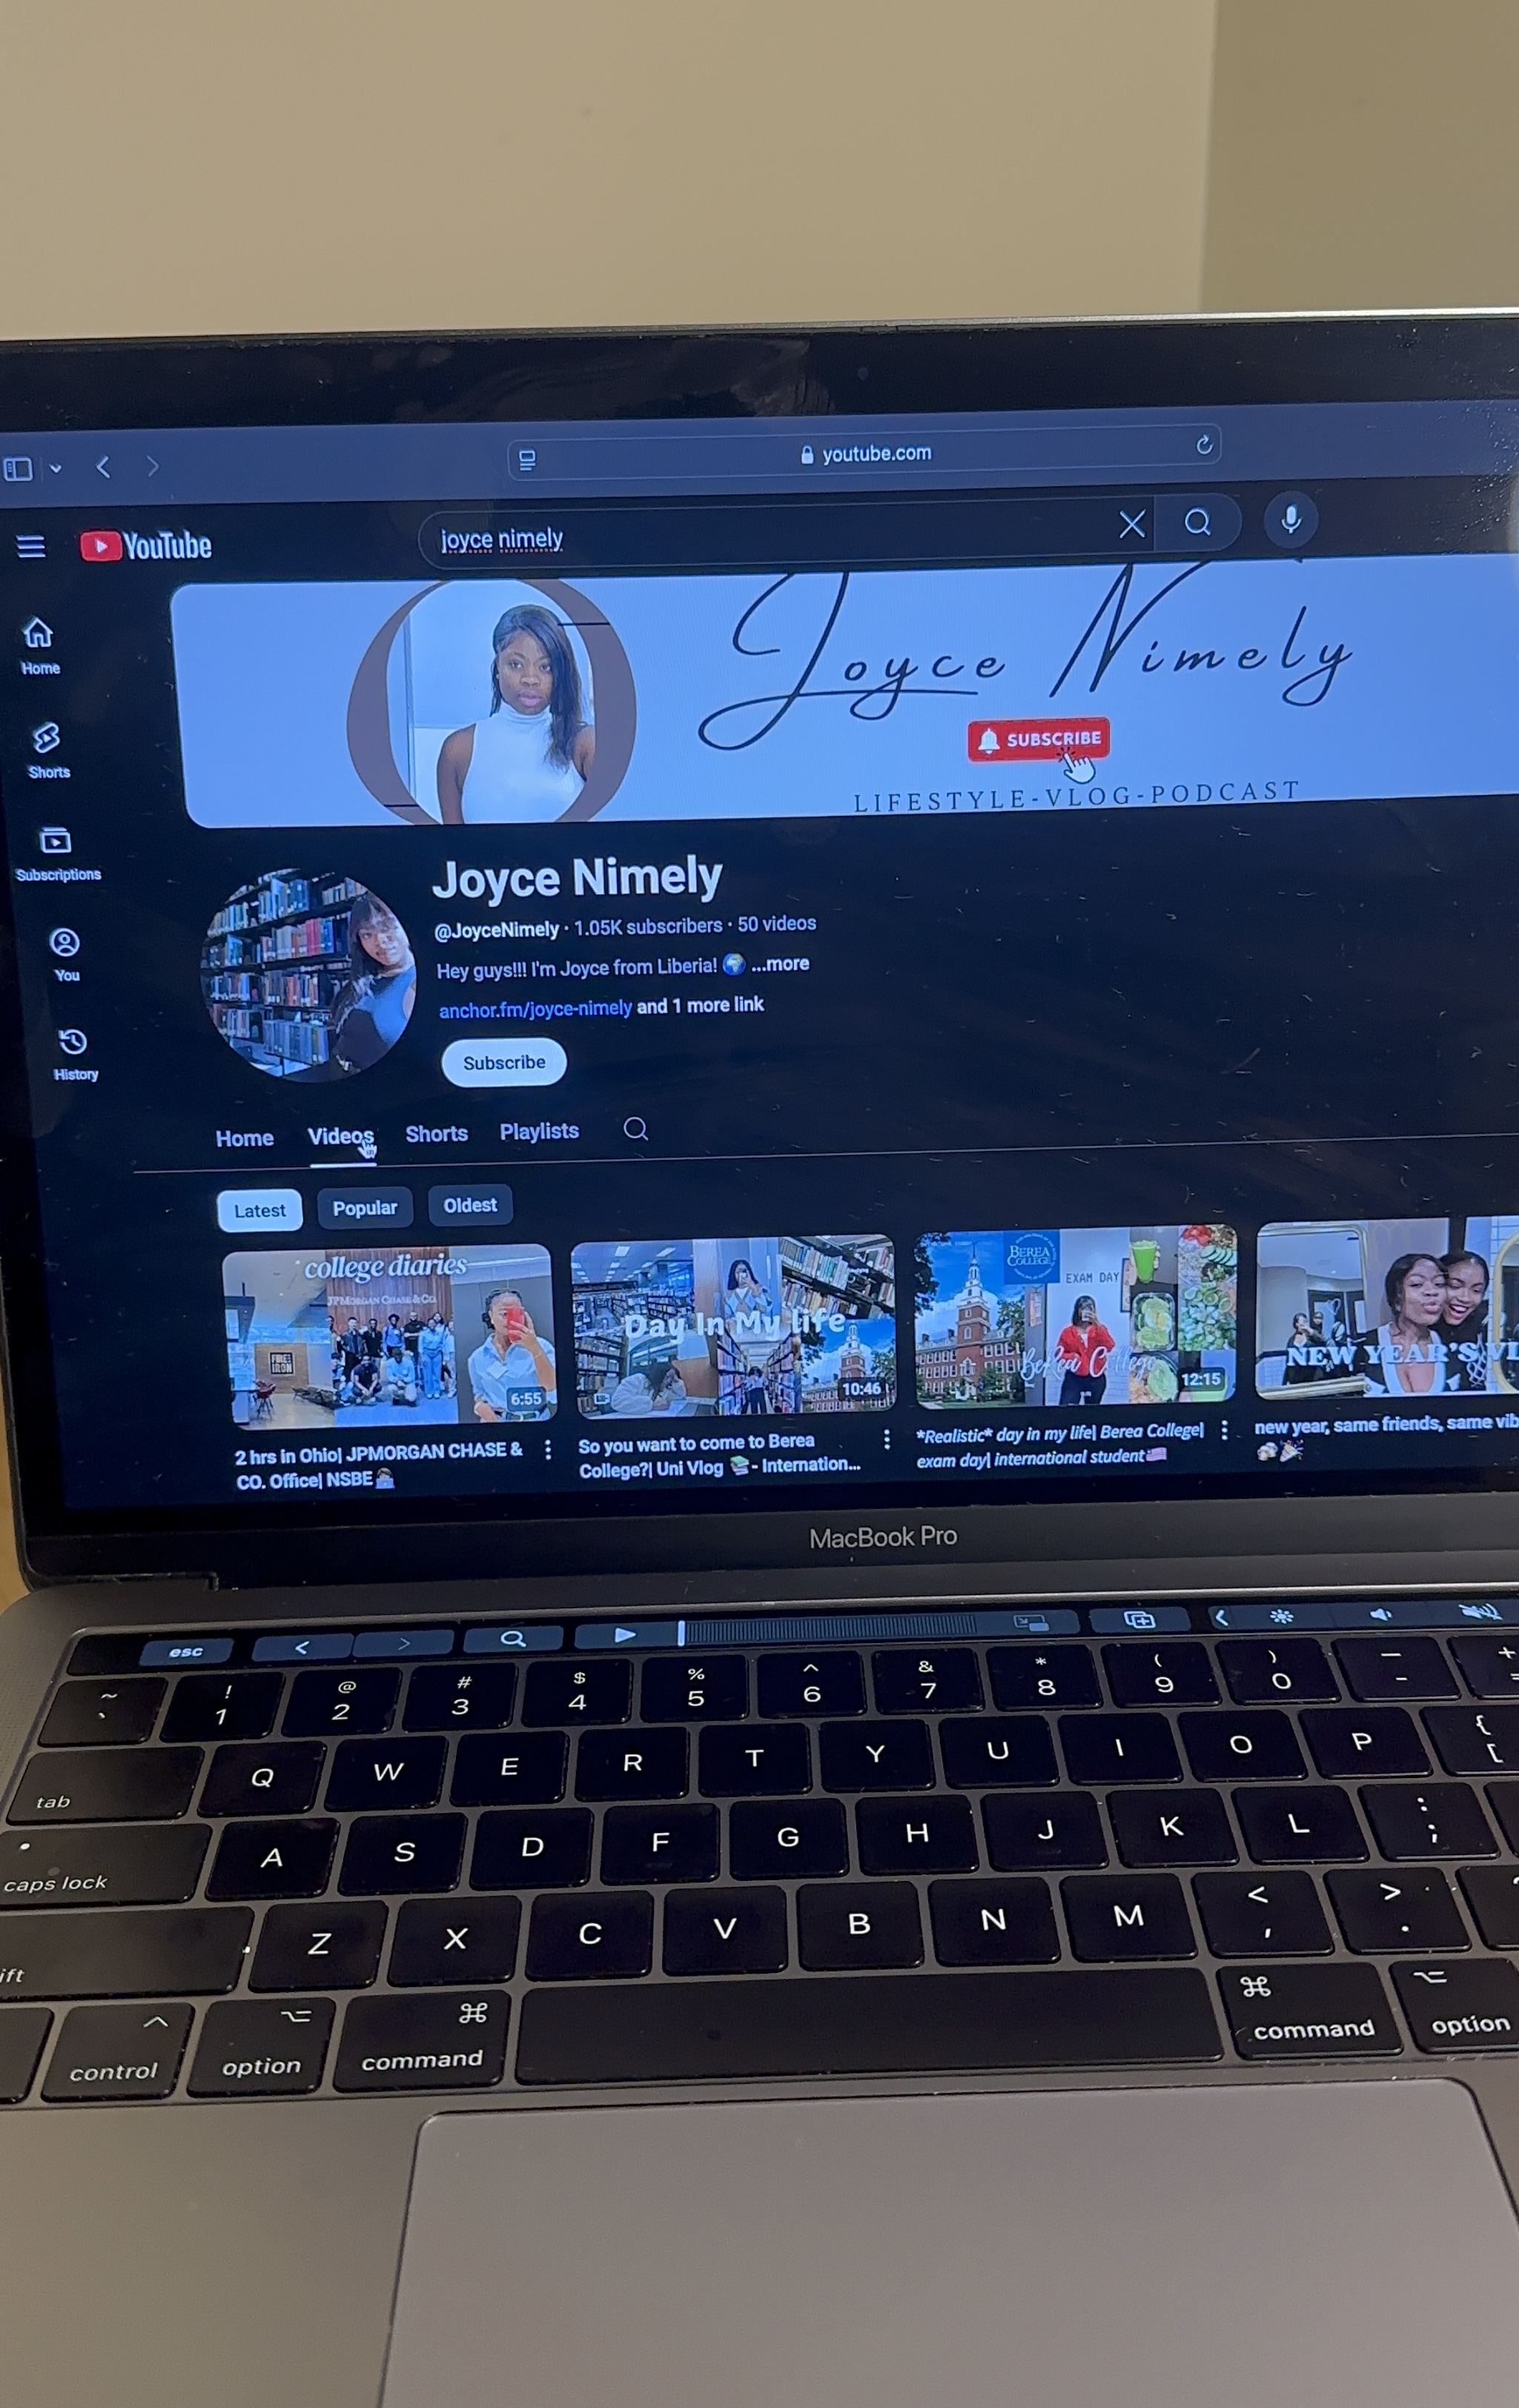 youtube.com
YouTube
joyce nimely
Home
Shorts
Subscriptions
You
History
Joyce Nimely
SUBSCRIBE
LIFESTYLE-VLOG-PODCAST
Joyce Nimely
@JoyceNimely · 1.05K subscribers · 50 videos
Hey guys!!! I'm Joyce from Liberia! 🌍 ...more
anchor.fm/joyce-nimely and 1 more link
Subscribe
Home Videos Shorts Playlists
Latest Popular Oldest
college diaries
JPMORGAN CHASE & CO.
6:55
Day In My life
10:46
BEREA
COLLEGE
EXAM DAY
Berea College
12:15
NEW YEAR'S
2 hrs in Ohio| JPMORGAN CHASE &
CO. Office| NSBE
So you want to come to Berea
College?| Uni Vlog 📚- Internation...
*Realistic* day in my life| Berea College|
exam day| international student🇺🇸
new year, same friends, same
MacBook Pro
esc
~ ! @ # $ % ^ & * ( ) — +
` 1 2 3 4 5 6 7 8 9 0 - =
tab Q W E R T Y U I O P { [
caps lock A S D F G H J K L : ;
Z X C V B N M < , > .
control option ⌘ command ⌘ command option